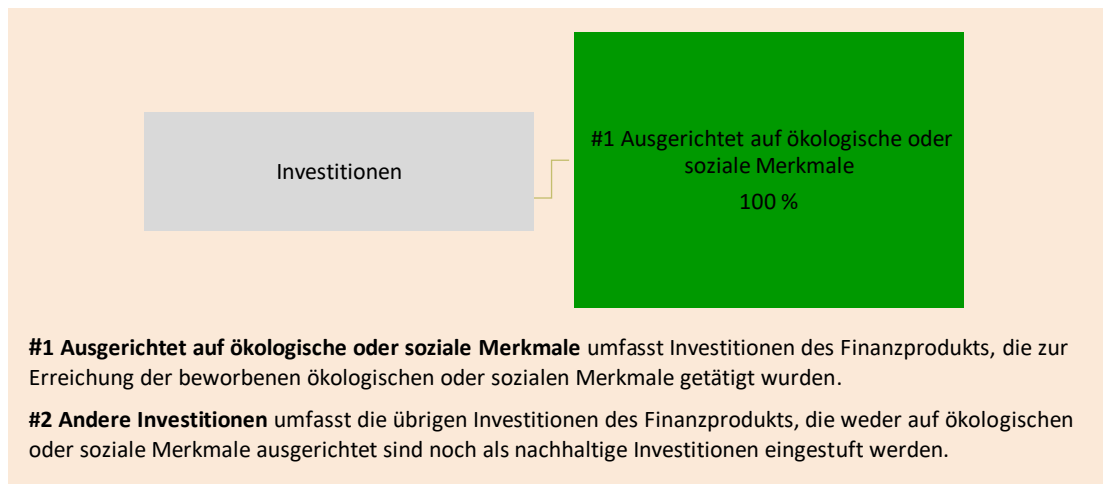 Investitionen
#1 Ausgerichtet auf ökologische oder
soziale Merkmale
100 %
#1 Ausgerichtet auf ökologische oder soziale Merkmale umfasst Investitionen des Finanzprodukts, die zur
Erreichung der beworbenen ökologischen oder sozialen Merkmale getätigt wurden.
#2 Andere Investitionen umfasst die übrigen Investitionen des Finanzprodukts, die weder auf ökologischen
oder soziale Merkmale ausgerichtet sind noch als nachhaltige Investitionen eingestuft werden.